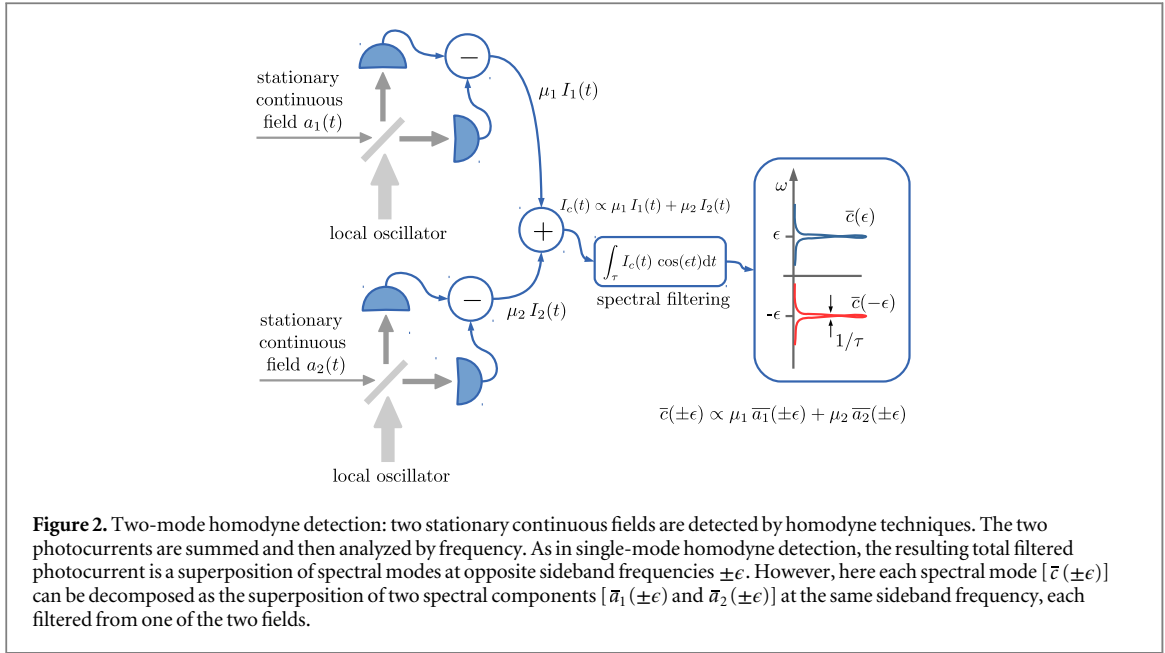 stationary
continuous
field a₁(t)
local oscillator
−
μ₁ I₁(t)
I_c(t) ∝ μ₁ I₁(t) + μ₂ I₂(t)
+
∫_τ I_c(t) cos(ϵt)dt
spectral filtering
stationary
continuous
field a₂(t)
local oscillator
−
μ₂ I₂(t)
ω
c̅(ϵ)
ϵ
c̅(−ϵ)
-ϵ
1/τ
c̅(±ϵ) ∝ μ₁ a̅₁(±ϵ) + μ₂ a̅₂(±ϵ)
Figure 2. Two-mode homodyne detection: two stationary continuous fields are detected by homodyne techniques. The two
photocurrents are summed and then analyzed by frequency. As in single-mode homodyne detection, the resulting total filtered
photocurrent is a superposition of spectral modes at opposite sideband frequencies ±ϵ. However, here each spectral mode [c̅ (±ϵ)]
can be decomposed as the superposition of two spectral components [a̅₁(±ϵ) and a̅₂(±ϵ)] at the same sideband frequency, each
filtered from one of the two fields.